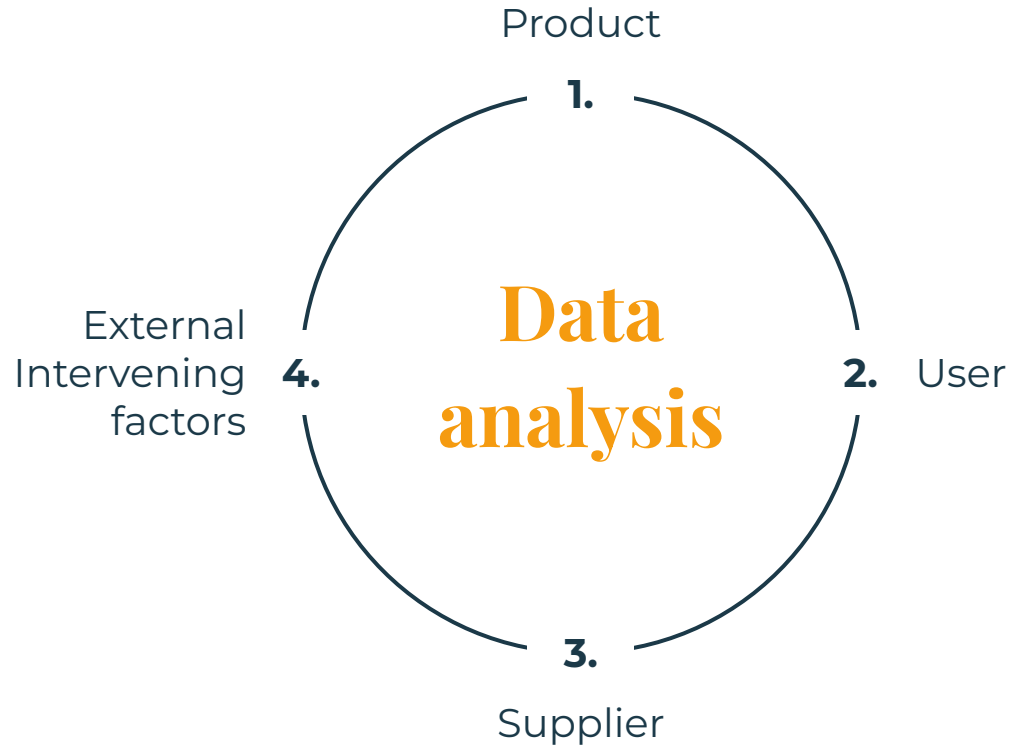 Product
1.
Data
analysis
2.
User
3.
Supplier
4.
External
Intervening
factors